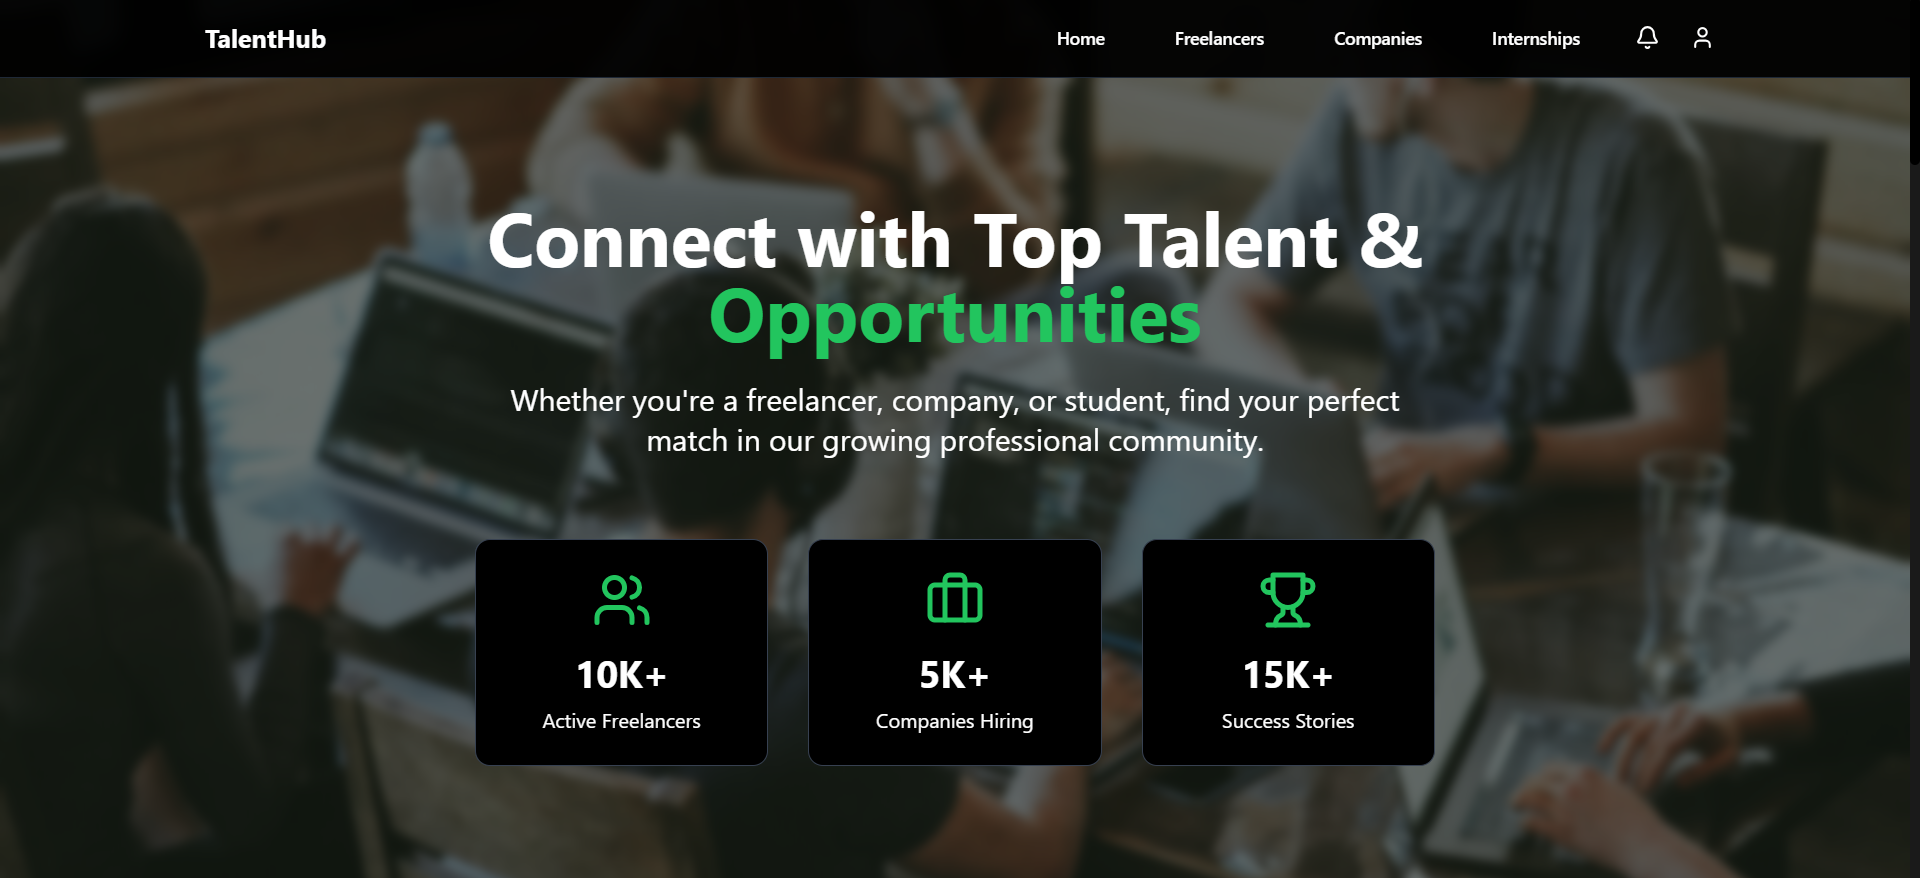 TalentHub
Home Freelancers Companies Internships
Connect with Top Talent &
Opportunities
Whether you're a freelancer, company, or student, find your perfect
match in our growing professional community.
10K+
Active Freelancers
5K+
Companies Hiring
15K+
Success Stories